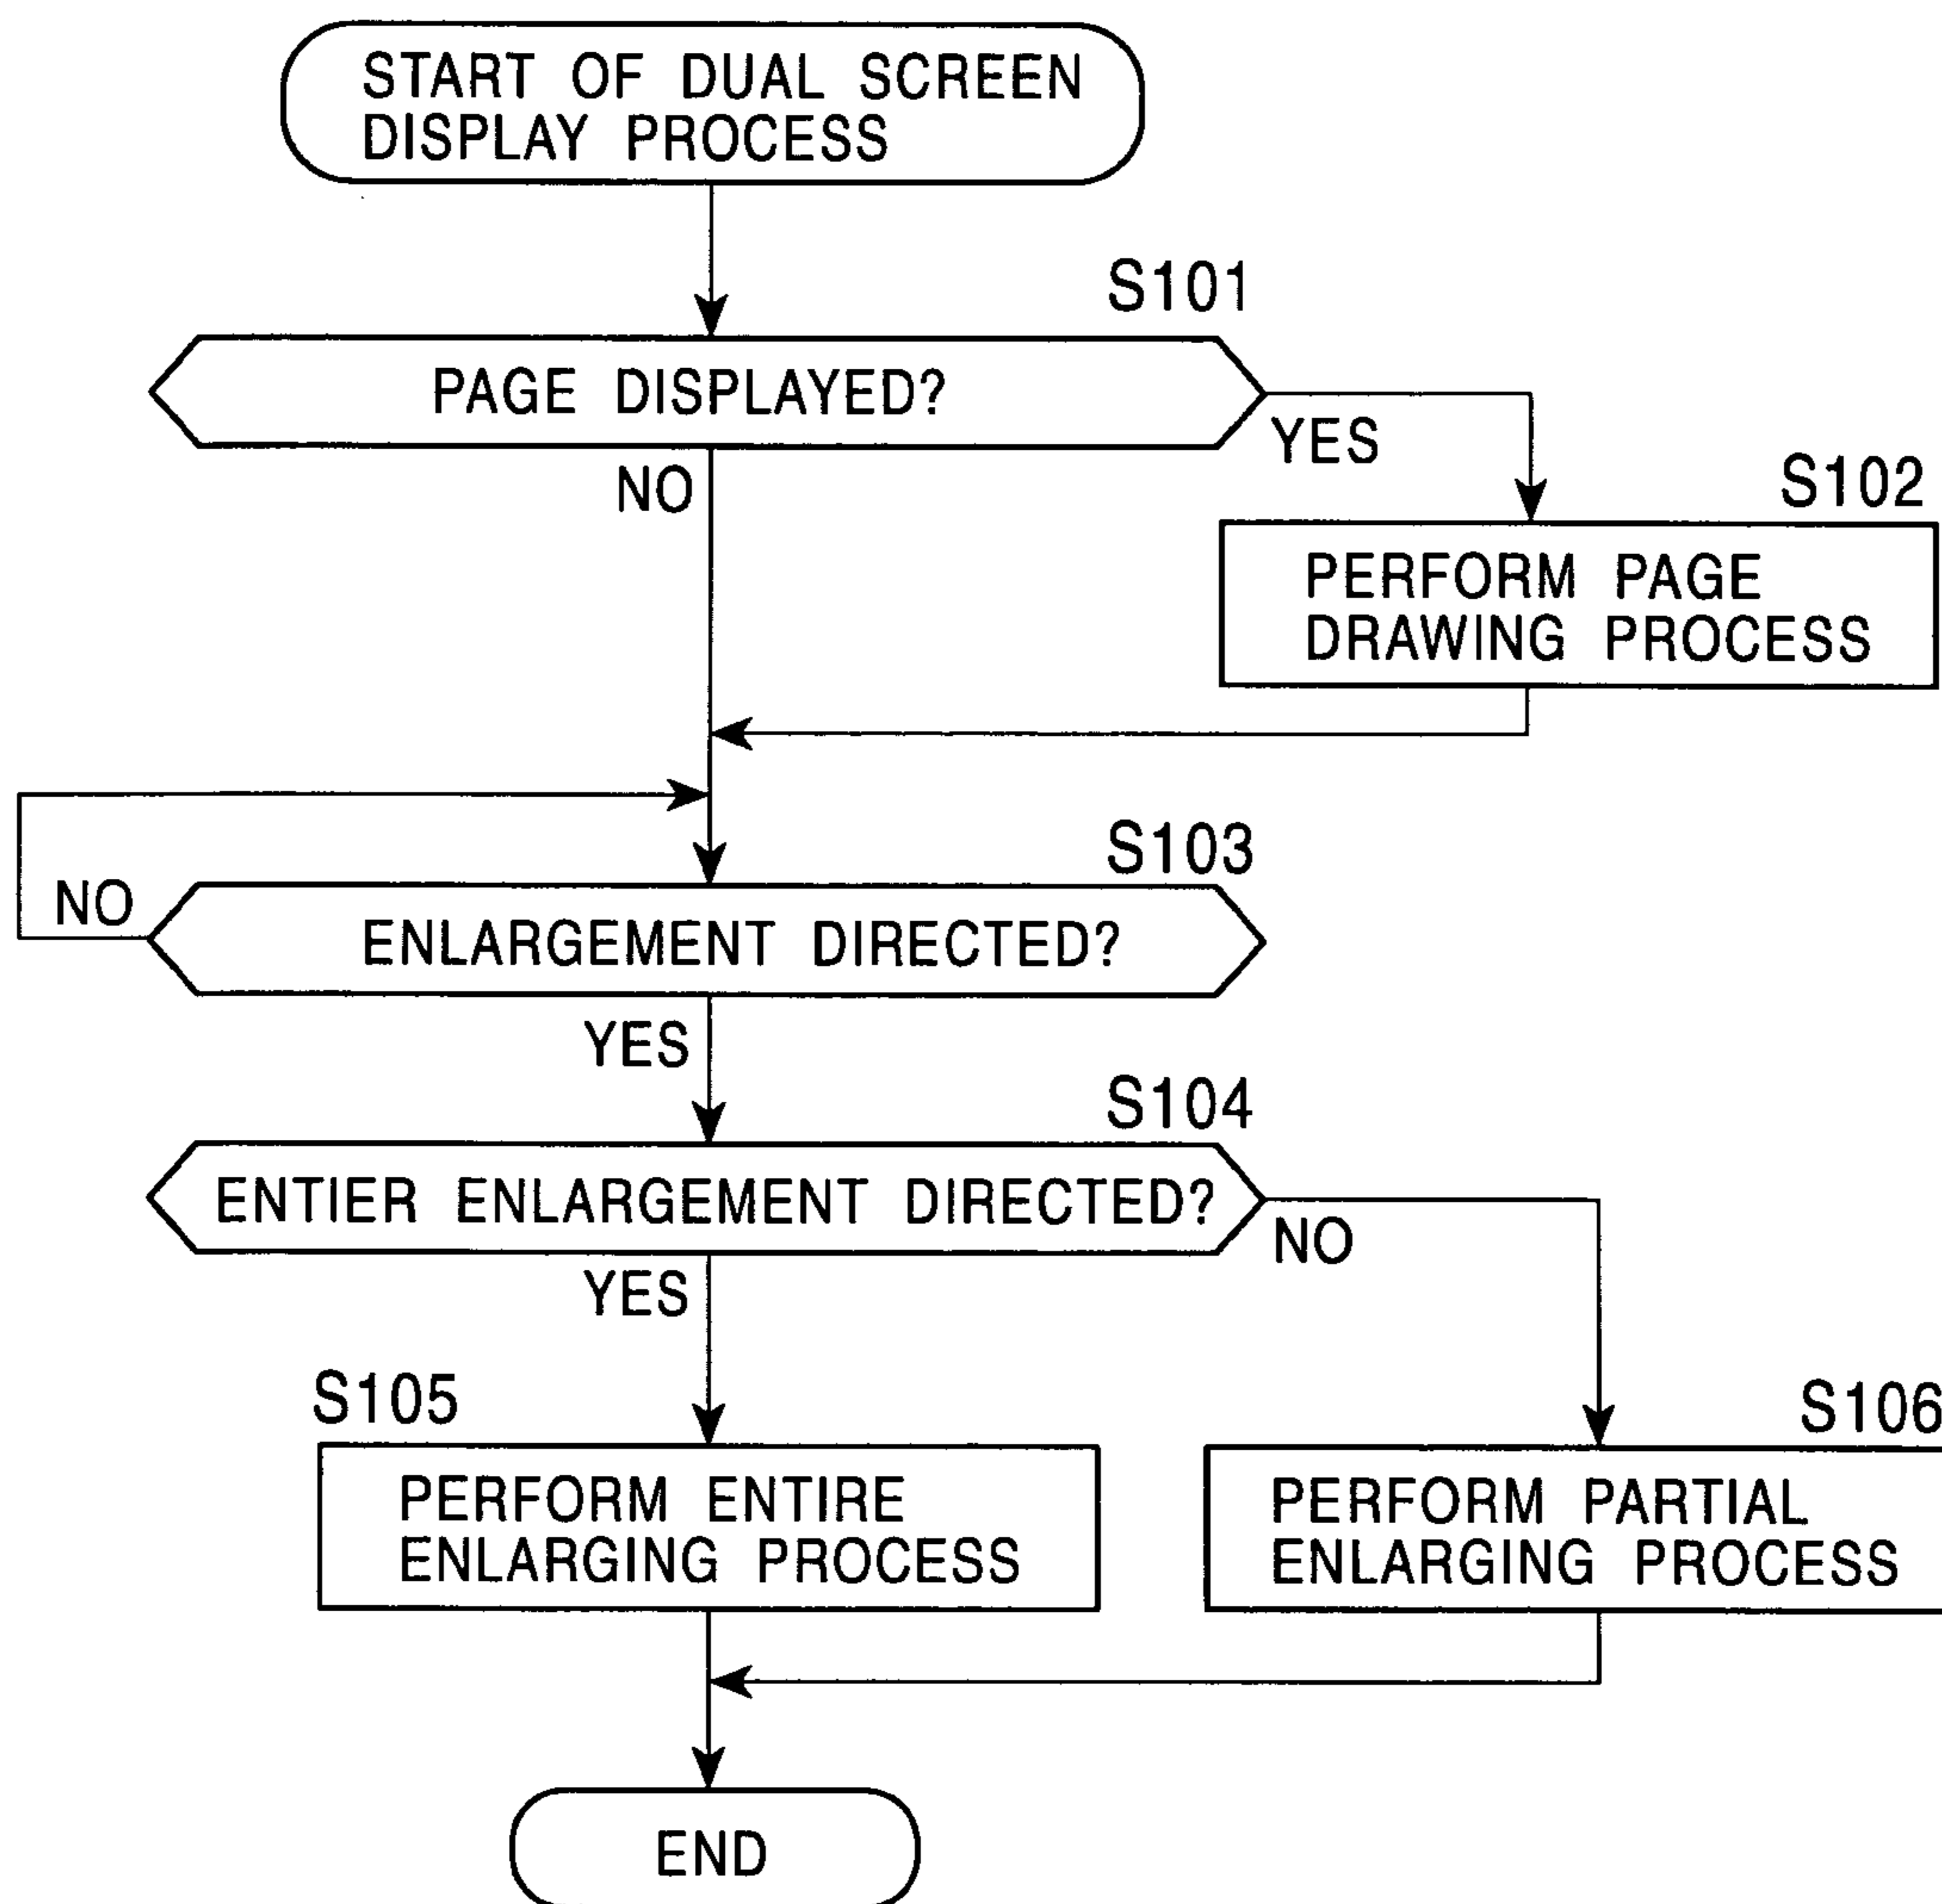 START OF DUAL SCREEN
DISPLAY PROCESS
S101
PAGE DISPLAYED?
YES
NO
S102
PERFORM PAGE
DRAWING PROCESS
S103
NO
ENLARGEMENT DIRECTED?
YES
S104
ENTIER ENLARGEMENT DIRECTED?
NO
YES
S105
S106
PERFORM ENTIRE
ENLARGING PROCESS
PERFORM PARTIAL
ENLARGING PROCESS
END